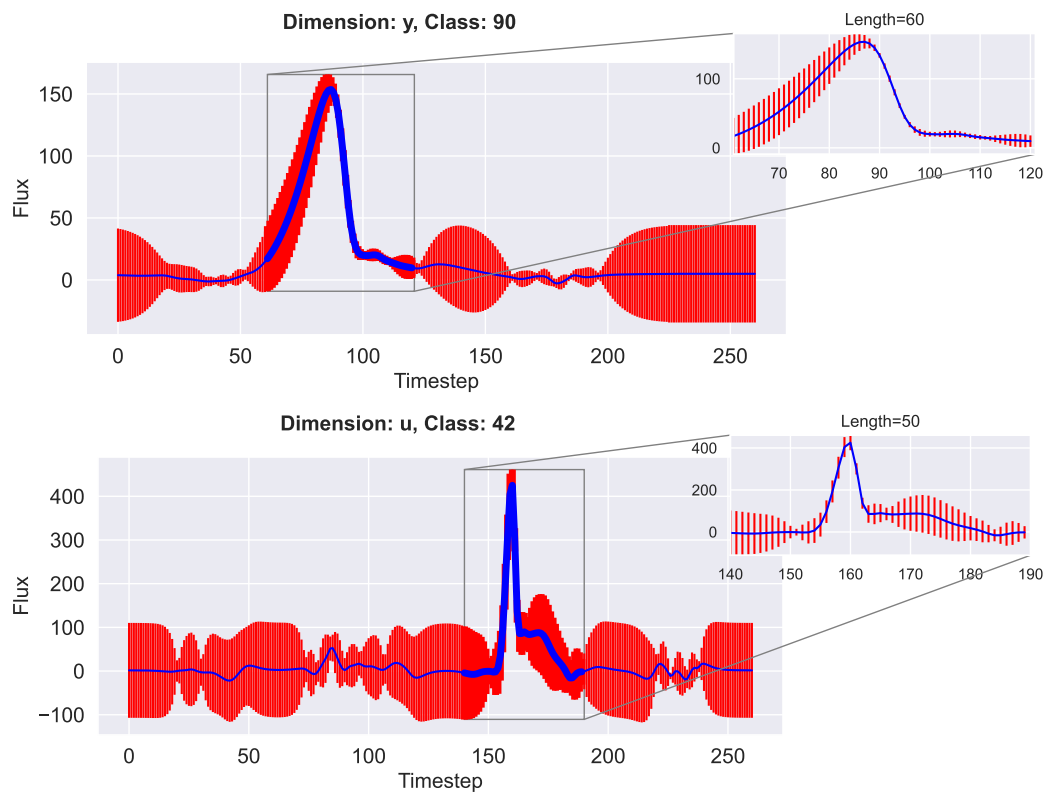 Dimension: y, Class: 90
Length=60
150
100
50
0
Flux
0 50 100 150 200 250
Timestep
100
0
70 80 90 100 110 120
Dimension: u, Class: 42
Length=50
400
300
200
100
0
−100
Flux
0 50 100 150 200 250
Timestep
400
200
0
140 150 160 170 180 190